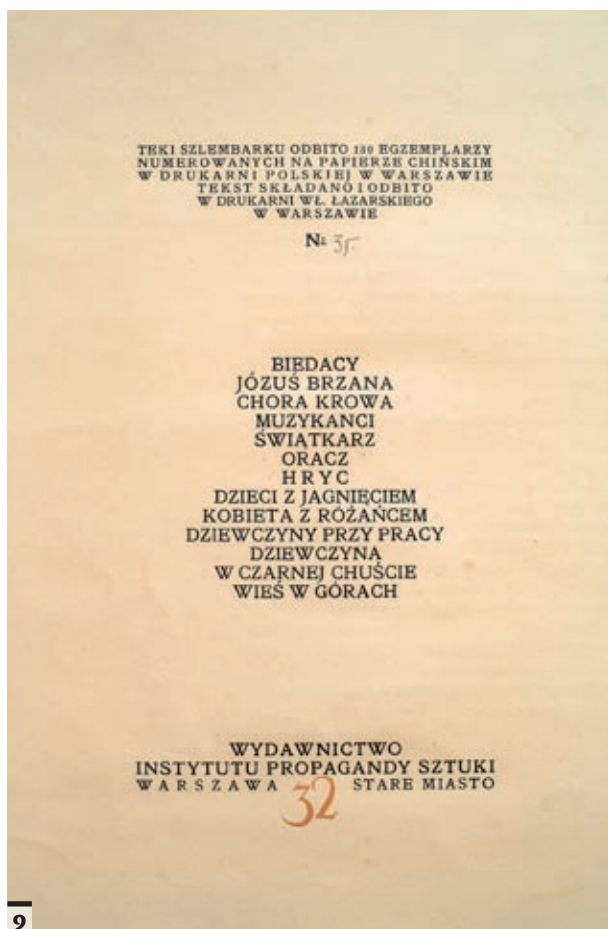 TEKI SZLEMBARKU ODBITO 180 EGZEMPLARZY
NUMEROWANYCH NA PAPIERZE CHIŃSKIM
W DRUKARNI POLSKIEJ W WARSZAWIE
TEKST SKŁADANO I ODBITO
W DRUKARNI WŁ. ŁAZARSKIEGO
W WARSZAWIE
№ 35.
BIEDACY
JÓZUŚ BRZANA
CHORA KROWA
MUZYKANCI
ŚWIĄTKARZ
ORACZ
HRYC
DZIECI Z JAGNIĘCIEM
KOBIETA Z RÓŻAŃCEM
DZIEWCZYNY PRZY PRACY
DZIEWCZYNA
W CZARNEJ CHUŚCIE
WIEŚ W GÓRACH
WYDAWNICTWO
INSTYTUTU PROPAGANDY SZTUKI
WARSZAWA 32 STARE MIASTO
2